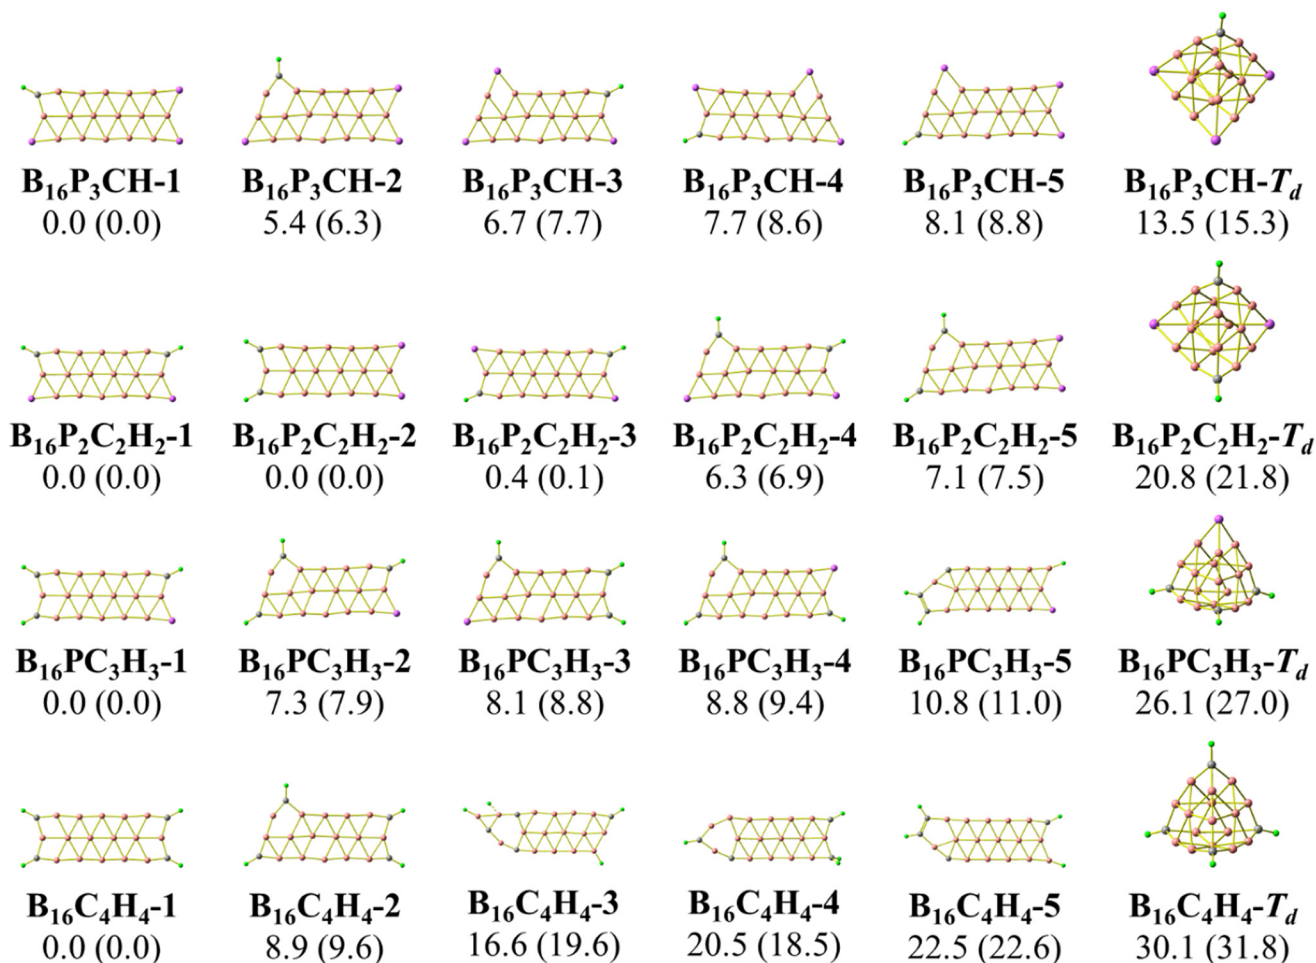 B₁₆P₃CH-1 B₁₆P₃CH-2 B₁₆P₃CH-3 B₁₆P₃CH-4 B₁₆P₃CH-5 B₁₆P₃CH-T_d
0.0 (0.0) 5.4 (6.3) 6.7 (7.7) 7.7 (8.6) 8.1 (8.8) 13.5 (15.3)
B₁₆P₂C₂H₂-1 B₁₆P₂C₂H₂-2 B₁₆P₂C₂H₂-3 B₁₆P₂C₂H₂-4 B₁₆P₂C₂H₂-5 B₁₆P₂C₂H₂-T_d
0.0 (0.0) 0.0 (0.0) 0.4 (0.1) 6.3 (6.9) 7.1 (7.5) 20.8 (21.8)
B₁₆PC₃H₃-1 B₁₆PC₃H₃-2 B₁₆PC₃H₃-3 B₁₆PC₃H₃-4 B₁₆PC₃H₃-5 B₁₆PC₃H₃-T_d
0.0 (0.0) 7.3 (7.9) 8.1 (8.8) 8.8 (9.4) 10.8 (11.0) 26.1 (27.0)
B₁₆C₄H₄-1 B₁₆C₄H₄-2 B₁₆C₄H₄-3 B₁₆C₄H₄-4 B₁₆C₄H₄-5 B₁₆C₄H₄-T_d
0.0 (0.0) 8.9 (9.6) 16.6 (19.6) 20.5 (18.5) 22.5 (22.6) 30.1 (31.8)